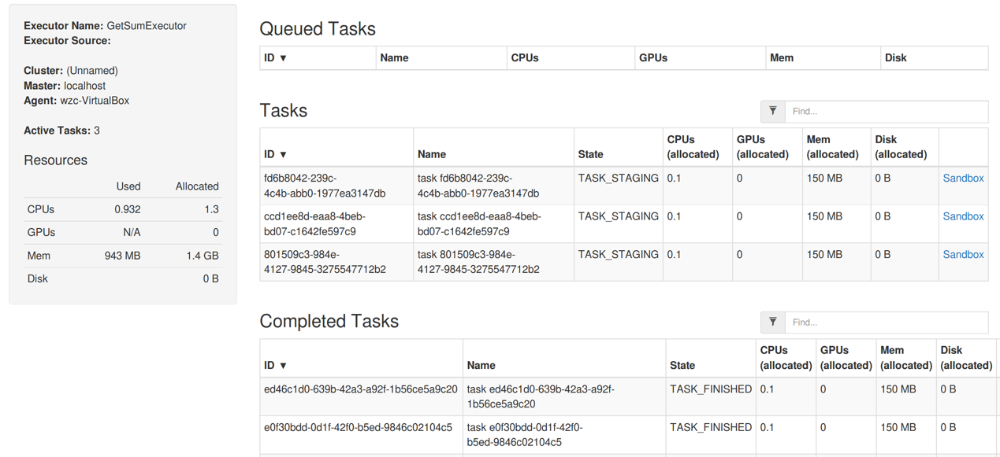 Executor Name: GetSumExecutor
Executor Source:
Cluster: (Unnamed)
Master: localhost
Agent: wzc-VirtualBox
Active Tasks: 3
Resources
Used Allocated
CPUs 0.932 1.3
GPUs N/A 0
Mem 943 MB 1.4 GB
Disk 0 B
Queued Tasks
ID ▼ Name CPUs GPUs Mem Disk
Tasks
Find...
CPUs GPUs Mem Disk
ID ▼ Name State (allocated) (allocated) (allocated) (allocated)
fd6b8042-239c- task fd6b8042-239c- TASK_STAGING 0.1 0 150 MB 0 B Sandbox
4c4b-abb0-1977ea3147db 4c4b-abb0-1977ea3147db
ccd1ee8d-eaa8-4beb- task ccd1ee8d-eaa8-4beb- TASK_STAGING 0.1 0 150 MB 0 B Sandbox
bd07-c1642fe597c9 bd07-c1642fe597c9
801509c3-984e- task 801509c3-984e- TASK_STAGING 0.1 0 150 MB 0 B Sandbox
4127-9845-3275547712b2 4127-9845-3275547712b2
Completed Tasks
Find...
CPUs GPUs Mem Disk
ID ▼ Name State (allocated) (allocated) (allocated) (allocated)
ed46c1d0-639b-42a3-a92f-1b56ce5a9c20 task ed46c1d0-639b-42a3-a92f- TASK_FINISHED 0.1 0 150 MB 0 B
1b56ce5a9c20
e0f30bdd-0d1f-42f0-b5ed-9846c02104c5 task e0f30bdd-0d1f-42f0- TASK_FINISHED 0.1 0 150 MB 0 B
b5ed-9846c02104c5